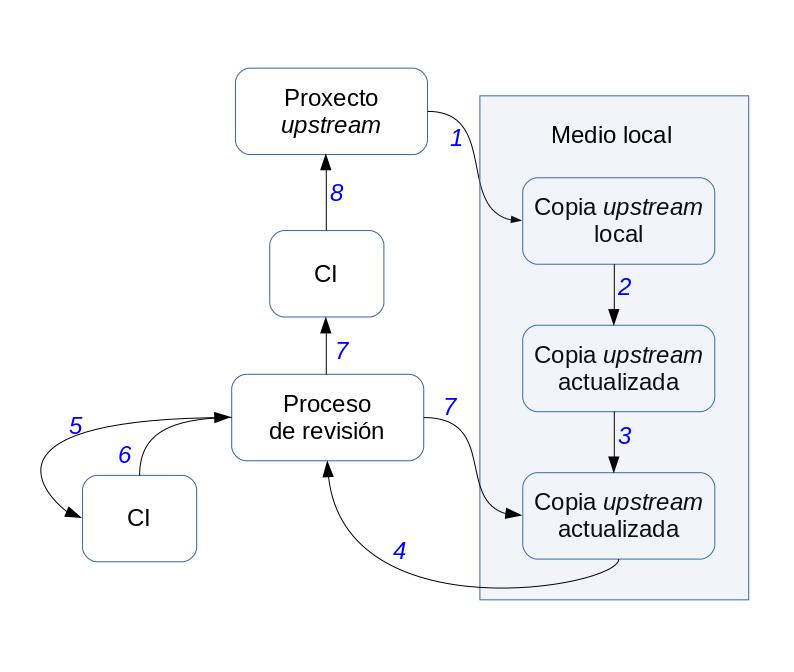 Proxecto
upstream
1
Medio local
8
Copia upstream
local
CI
2
7
Copia upstream
actualizada
Proceso
de revisión
7
3
5
6
CI
Copia upstream
actualizada
4